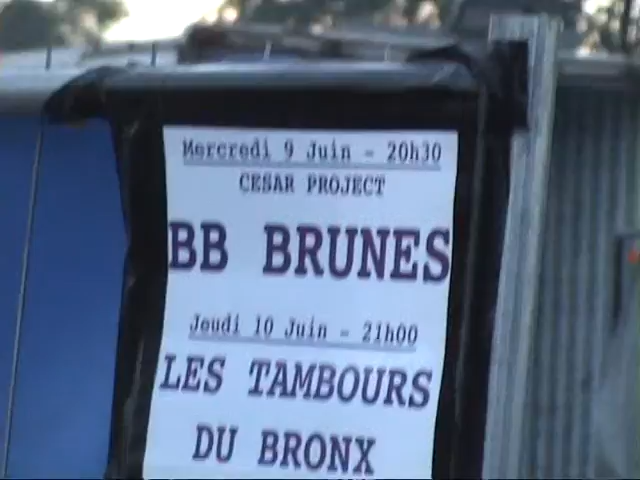 Mercredi 9 Juin - 20h30
CESAR PROJECT
BB BRUNES
Jeudi 10 Juin - 21h00
LES TAMBOURS
DU BRONX